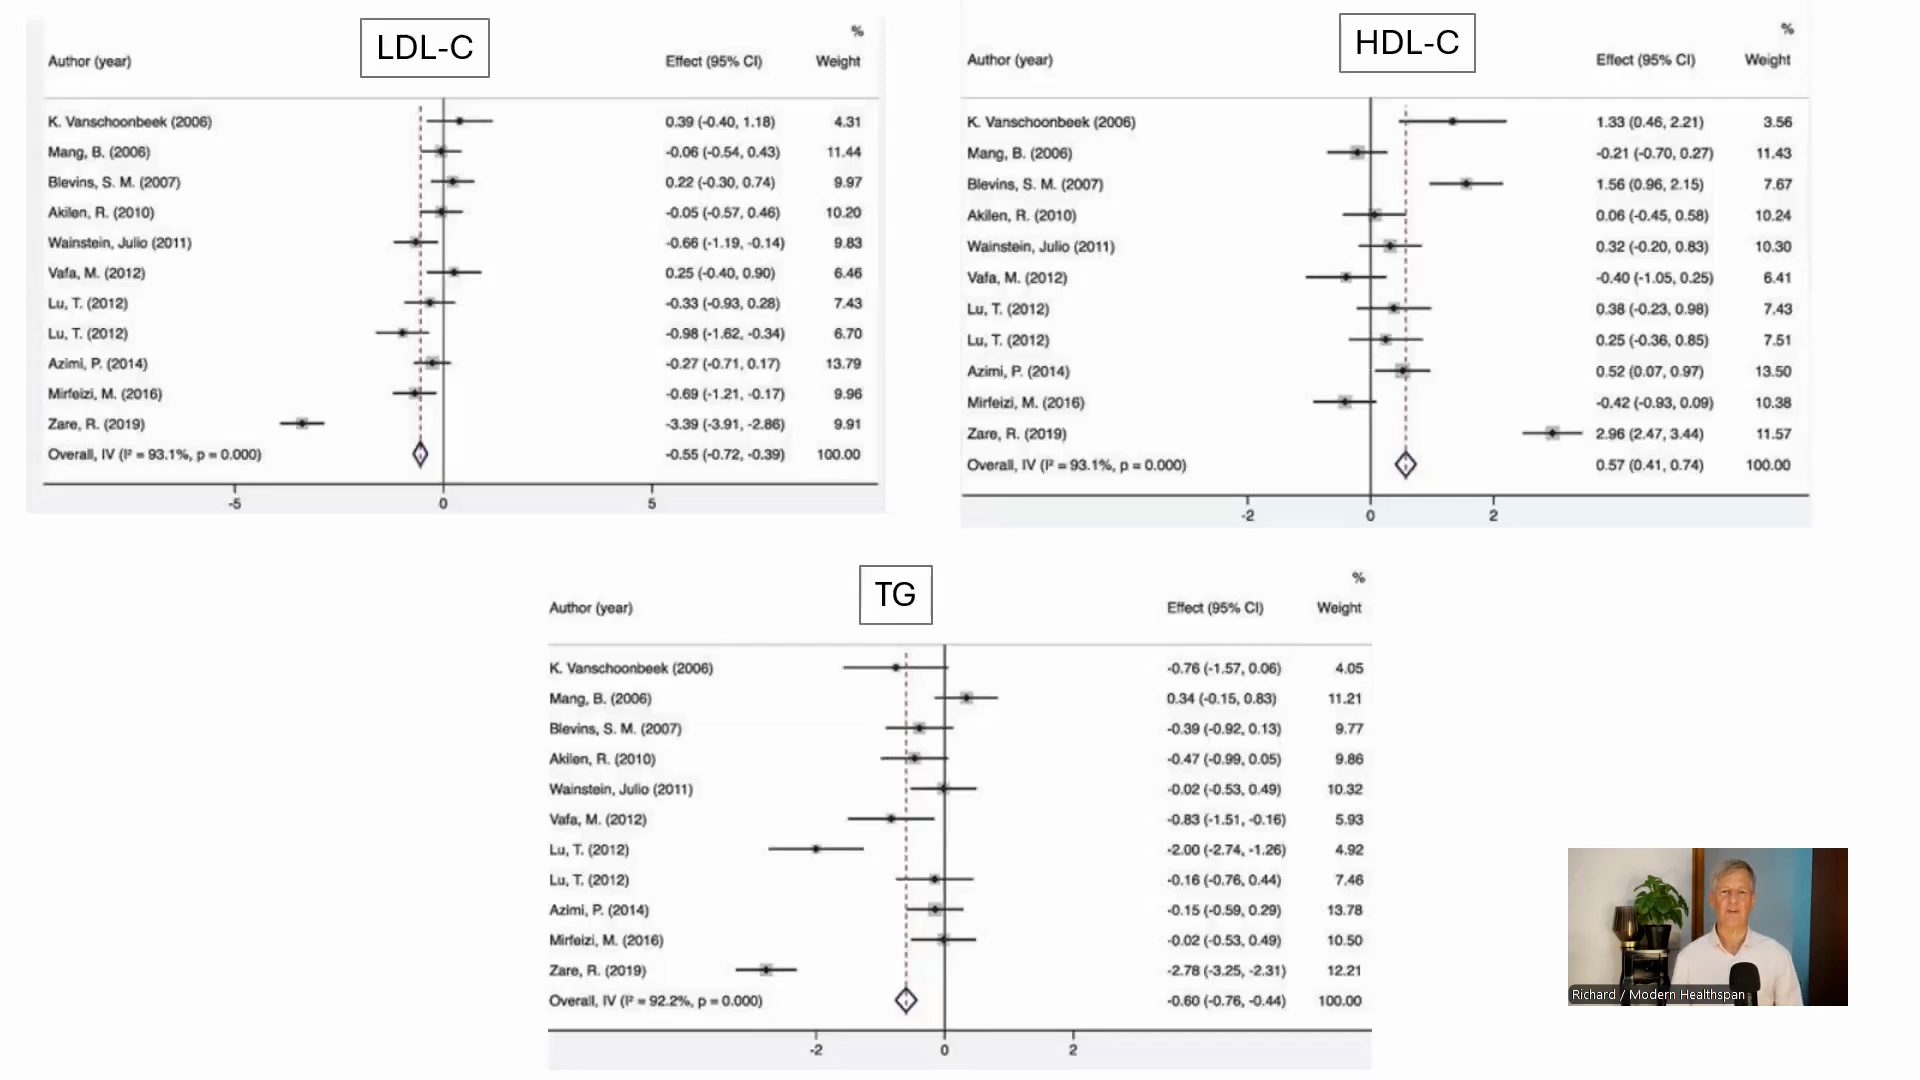 LDL-C
%
Author (year) Effect (95% CI) Weight
K. Vanschoonbeek (2006) 0.39 (-0.40, 1.18) 4.31
Mang, B. (2006) -0.06 (-0.54, 0.43) 11.44
Blevins, S. M. (2007) 0.22 (-0.30, 0.74) 9.97
Akilen, R. (2010) -0.05 (-0.57, 0.46) 10.20
Wainstein, Julio (2011) -0.66 (-1.19, -0.14) 9.83
Vafa, M. (2012) 0.25 (-0.40, 0.90) 6.46
Lu, T. (2012) -0.33 (-0.93, 0.28) 7.43
Lu, T. (2012) -0.98 (-1.62, -0.34) 6.70
Azimi, P. (2014) -0.27 (-0.71, 0.17) 13.79
Mirfeizi, M. (2016) -0.69 (-1.21, -0.17) 9.96
Zare, R. (2019) -3.39 (-3.91, -2.86) 9.91
Overall, IV (I² = 93.1%, p = 0.000) -0.55 (-0.72, -0.39) 100.00
-5 0 5
HDL-C
%
Author (year) Effect (95% CI) Weight
K. Vanschoonbeek (2006) 1.33 (0.46, 2.21) 3.56
Mang, B. (2006) -0.21 (-0.70, 0.27) 11.43
Blevins, S. M. (2007) 1.56 (0.96, 2.15) 7.67
Akilen, R. (2010) 0.06 (-0.45, 0.58) 10.24
Wainstein, Julio (2011) 0.32 (-0.20, 0.83) 10.30
Vafa, M. (2012) -0.40 (-1.05, 0.25) 6.41
Lu, T. (2012) 0.38 (-0.23, 0.98) 7.43
Lu, T. (2012) 0.25 (-0.36, 0.85) 7.51
Azimi, P. (2014) 0.52 (0.07, 0.97) 13.50
Mirfeizi, M. (2016) -0.42 (-0.93, 0.09) 10.38
Zare, R. (2019) 2.96 (2.47, 3.44) 11.57
Overall, IV (I² = 93.1%, p = 0.000) 0.57 (0.41, 0.74) 100.00
-2 0 2
TG
%
Author (year) Effect (95% CI) Weight
K. Vanschoonbeek (2006) -0.76 (-1.57, 0.06) 4.05
Mang, B. (2006) 0.34 (-0.15, 0.83) 11.21
Blevins, S. M. (2007) -0.39 (-0.92, 0.13) 9.77
Akilen, R. (2010) -0.47 (-0.99, 0.05) 9.86
Wainstein, Julio (2011) -0.02 (-0.53, 0.49) 10.32
Vafa, M. (2012) -0.83 (-1.51, -0.16) 5.93
Lu, T. (2012) -2.00 (-2.74, -1.26) 4.92
Lu, T. (2012) -0.16 (-0.76, 0.44) 7.46
Azimi, P. (2014) -0.15 (-0.59, 0.29) 13.78
Mirfeizi, M. (2016) -0.02 (-0.53, 0.49) 10.50
Zare, R. (2019) -2.78 (-3.25, -2.31) 12.21
Overall, IV (I² = 92.2%, p = 0.000) -0.60 (-0.76, -0.44) 100.00
-2 0 2
Richard / Modern Healthspan